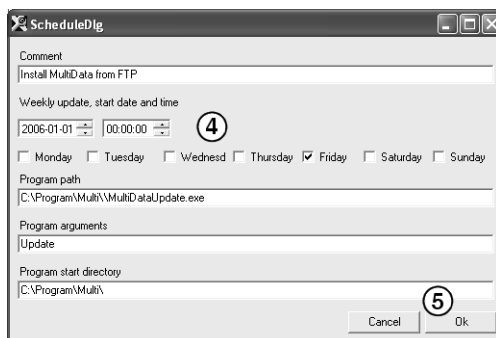 ScheduleDlg
Comment
Install MultiData from FTP
Weekly update, start date and time
2006-01-01 00:00:00 4
Monday Tuesday Wednesd Thursday Friday Saturday Sunday
Program path
C:\Program\Multi\\MultiDataUpdate.exe
Program arguments
Update
Program start directory
C:\Program\Multi\
5
Cancel Ok